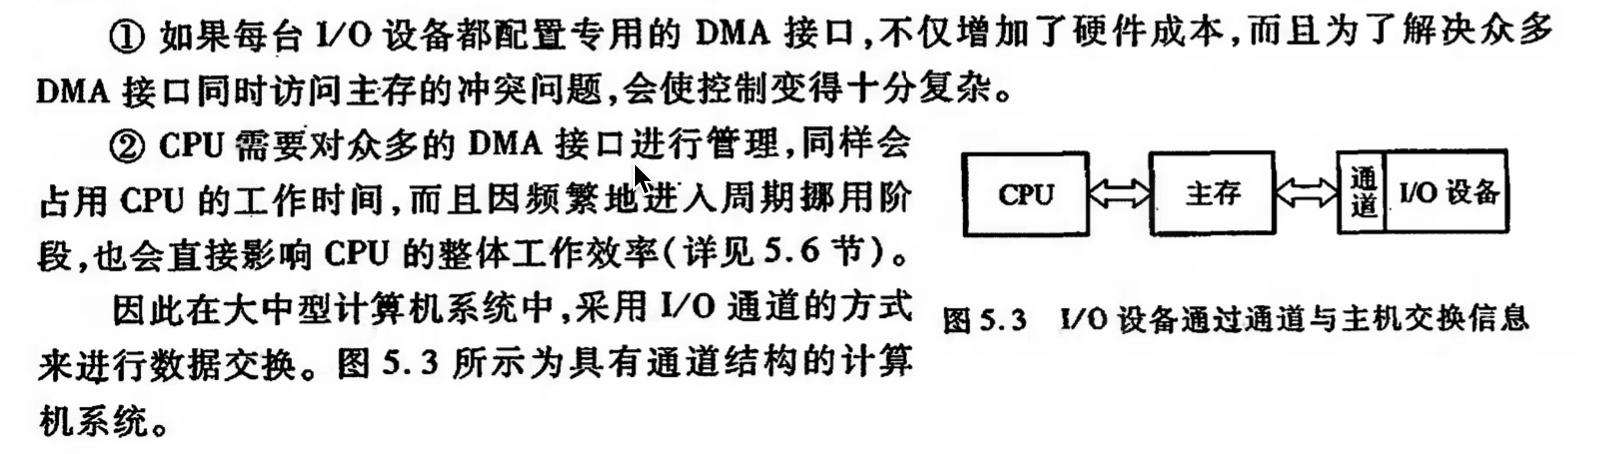 ① 如果每台 I/O 设备都配置专用的 DMA 接口,不仅增加了硬件成本,而且为了解决众多
DMA 接口同时访问主存的冲突问题,会使控制变得十分复杂。
② CPU 需要对众多的 DMA 接口进行管理,同样会
占用 CPU 的工作时间,而且因频繁地进入周期挪用阶
段,也会直接影响 CPU 的整体工作效率(详见 5.6 节)。
因此在大中型计算机系统中,采用 I/O 通道的方式
来进行数据交换。图 5.3 所示为具有通道结构的计算
机系统。
CPU 主存 通道 I/O 设备
图 5.3 I/O 设备通过通道与主机交换信息